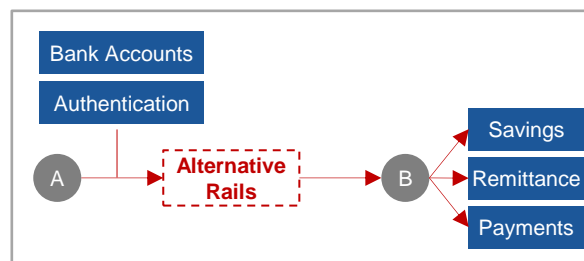 Bank Accounts
Authentication
A
Alternative
Rails
B
Savings
Remittance
Payments